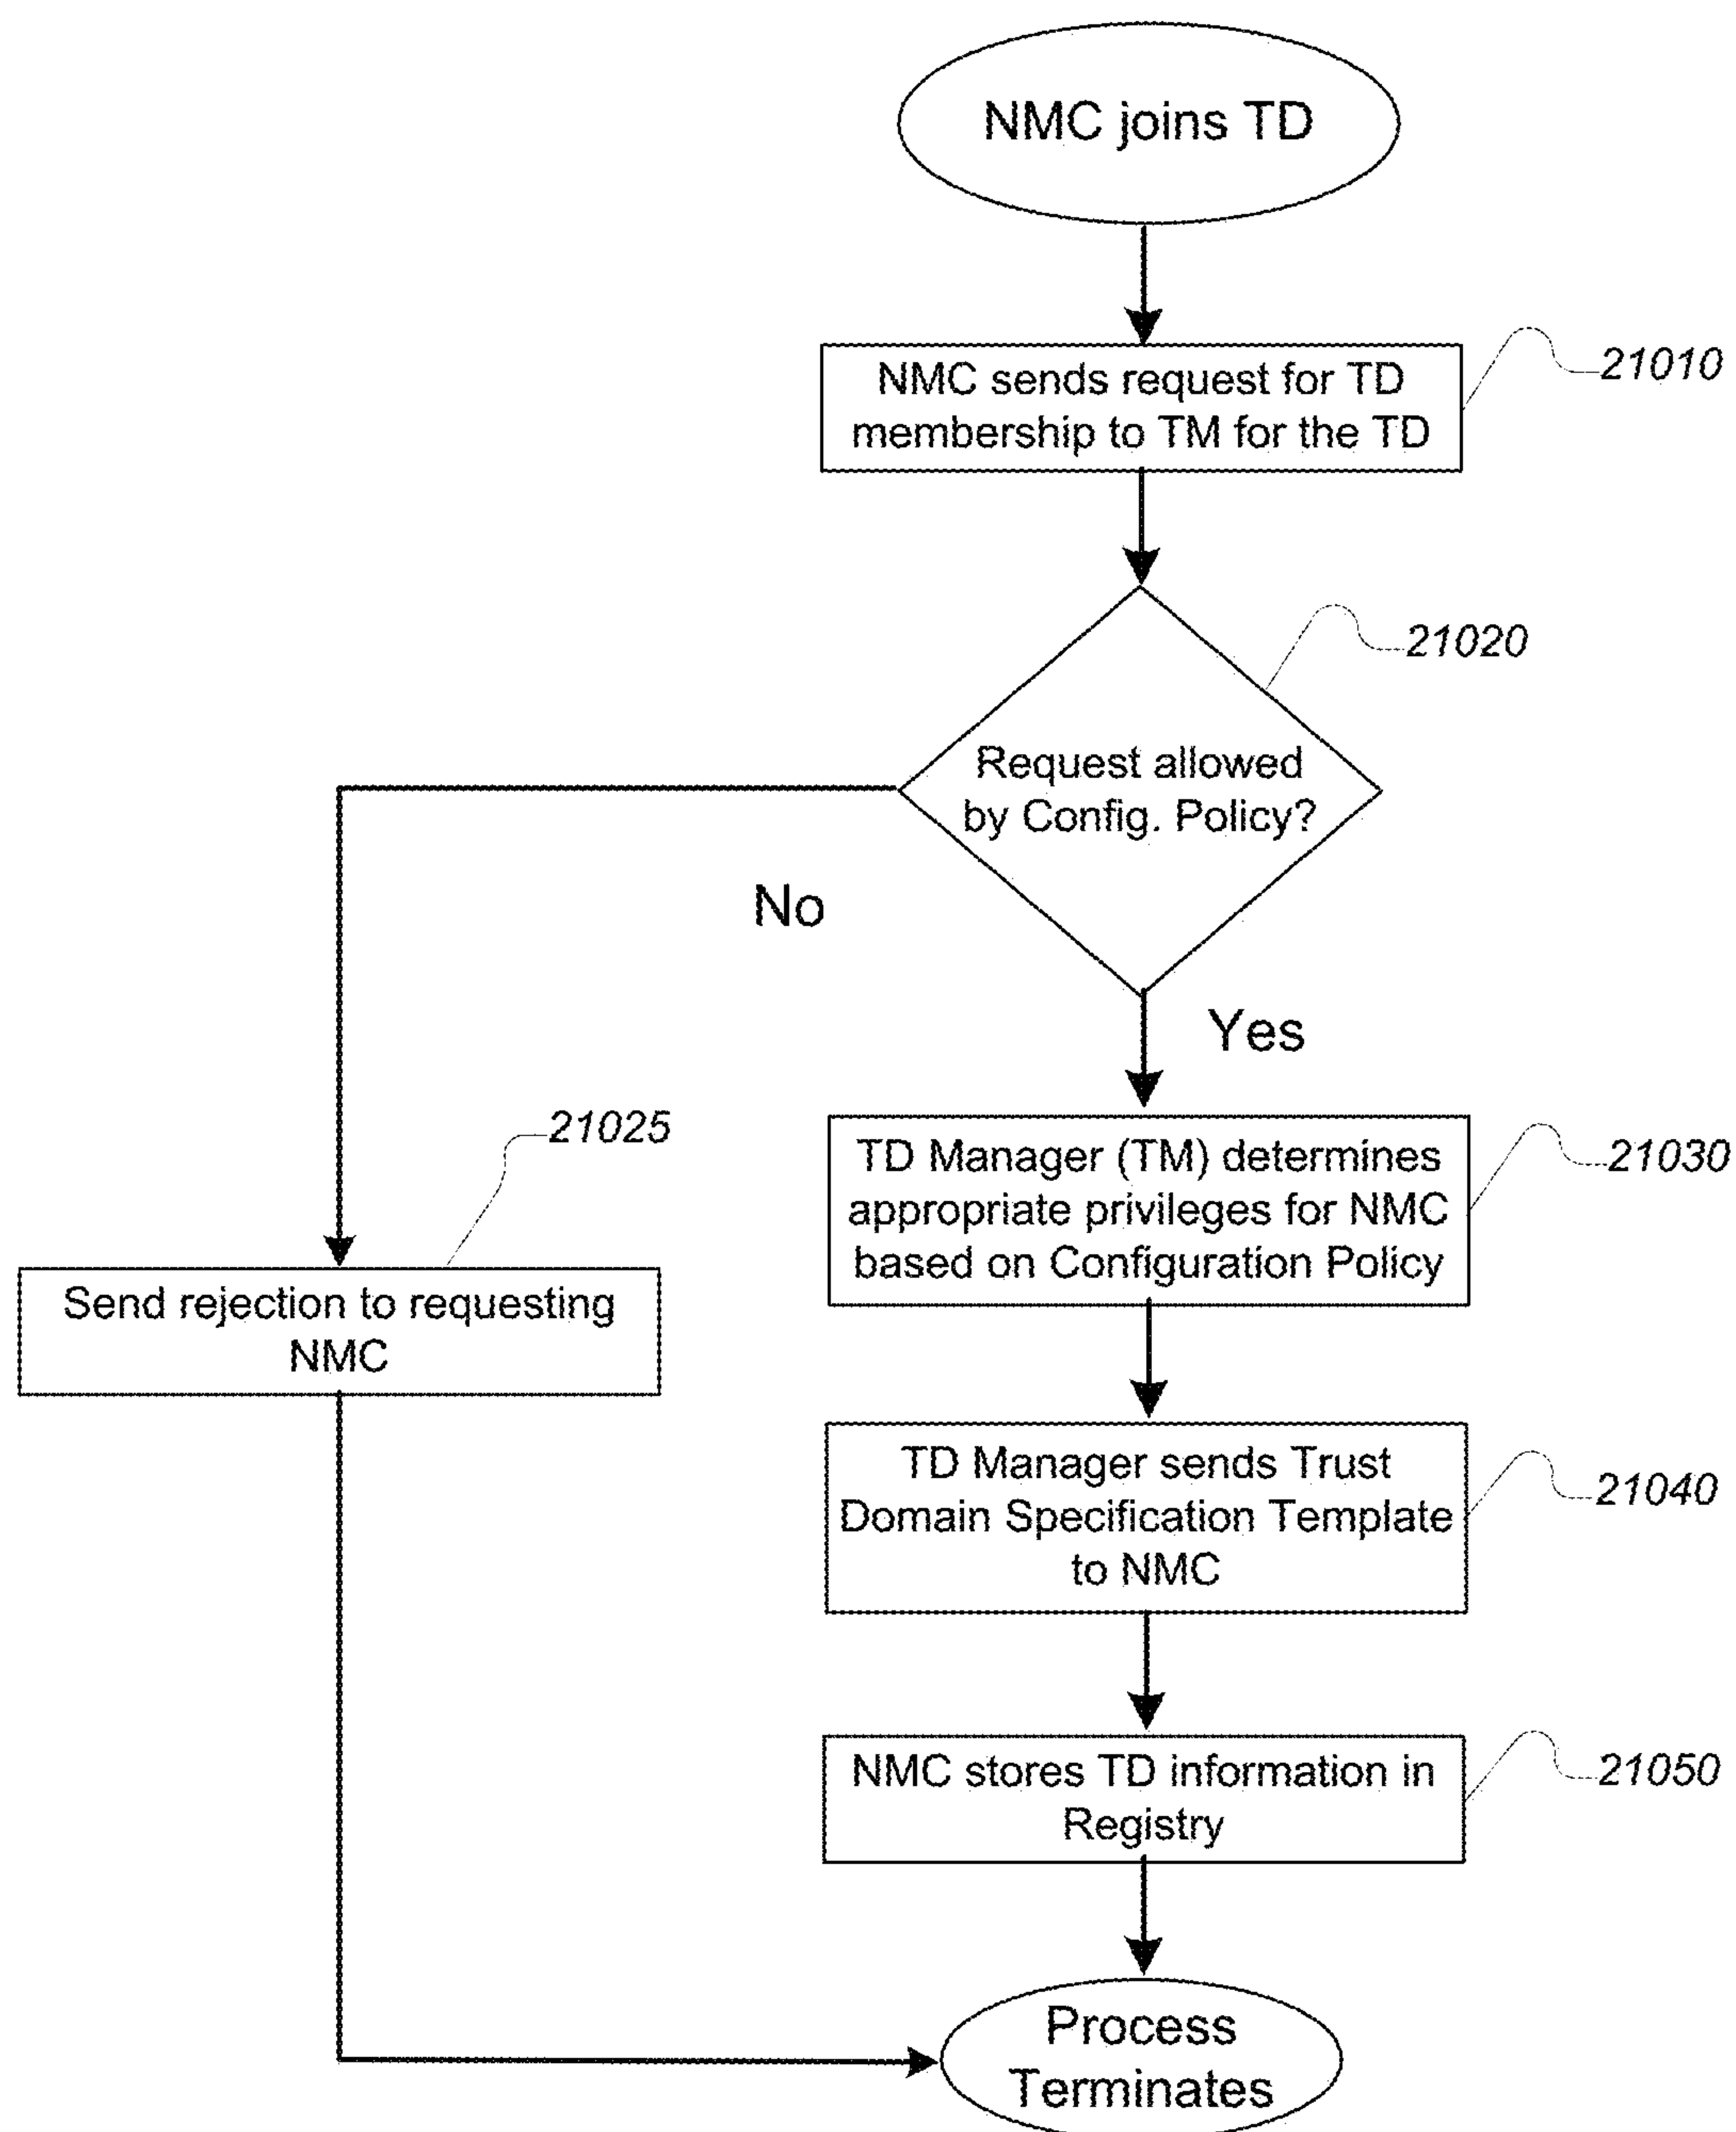 NMC joins TD
NMC sends request for TD
membership to TM for the TD
21010
21020
Request allowed
by Config. Policy?
No
Yes
21025
Send rejection to requesting
NMC
TD Manager (TM) determines
appropriate privileges for NMC
based on Configuration Policy
21030
TD Manager sends Trust
Domain Specification Template
to NMC
21040
NMC stores TD information in
Registry
21050
Process
Terminates